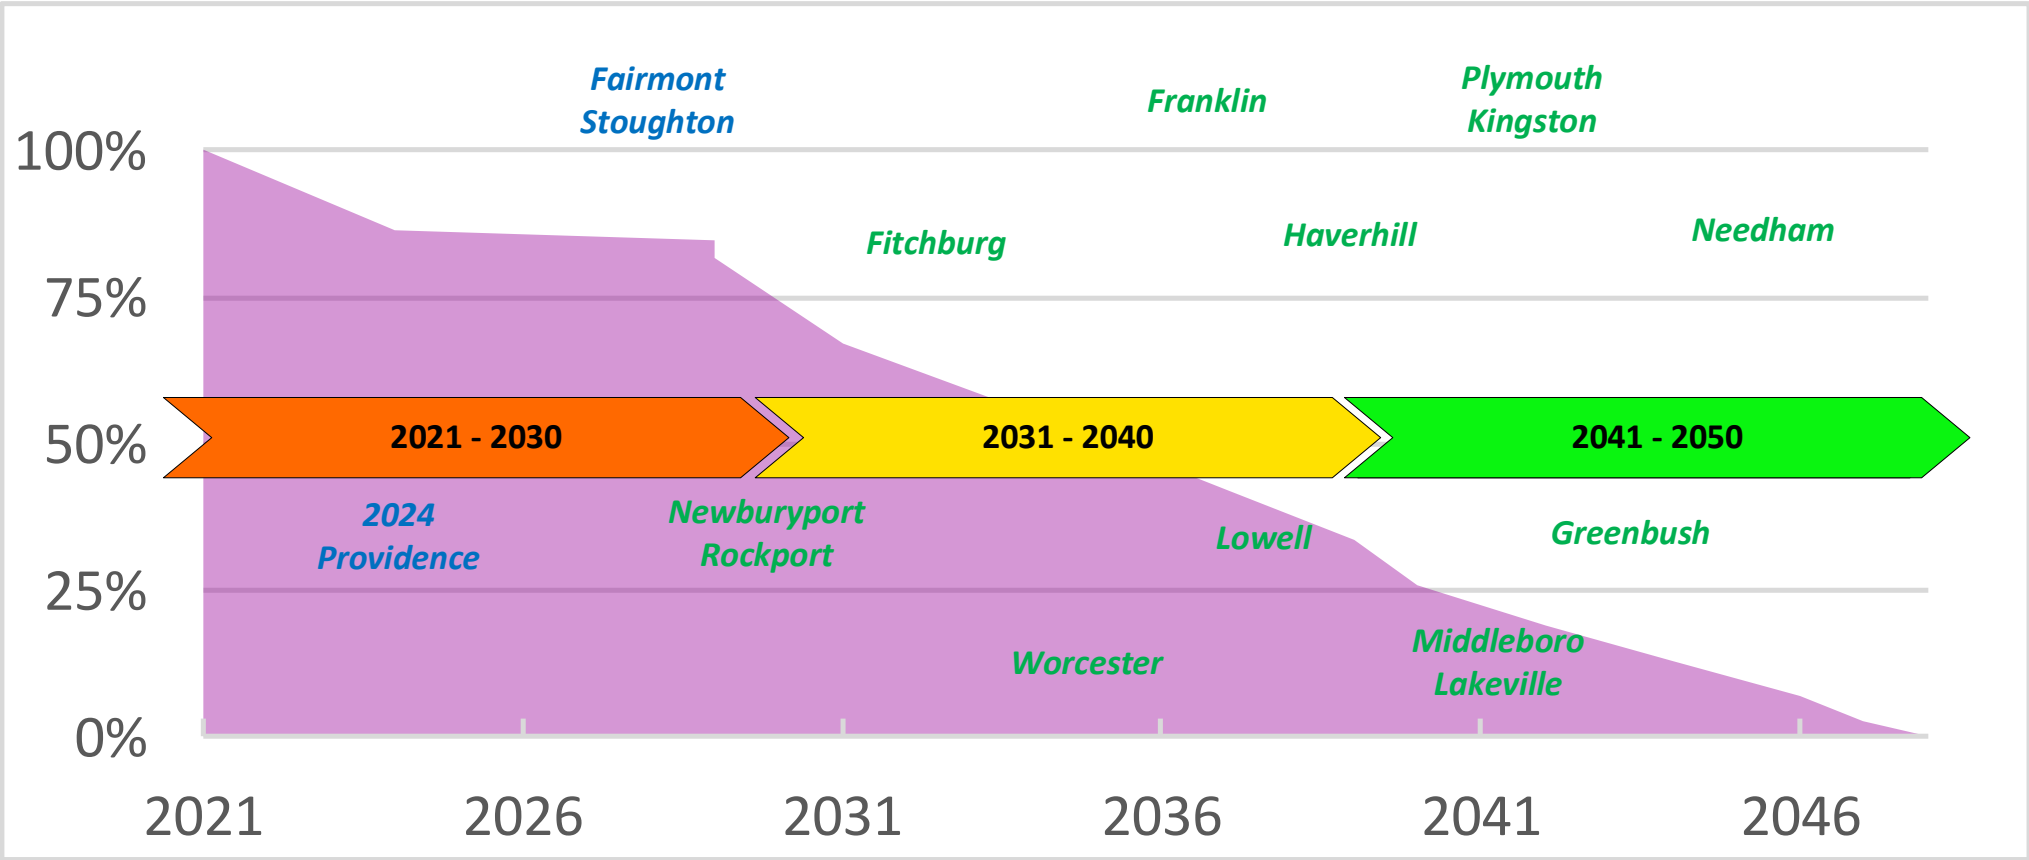 Fairmont
Stoughton
Franklin
Plymouth
Kingston
100%
Fitchburg
Haverhill
Needham
75%
50%
2021 - 2030
2031 - 2040
2041 - 2050
2024
Providence
Newburyport
Rockport
Lowell
Greenbush
25%
Worcester
Middleboro
Lakeville
0%
2021
2026
2031
2036
2041
2046